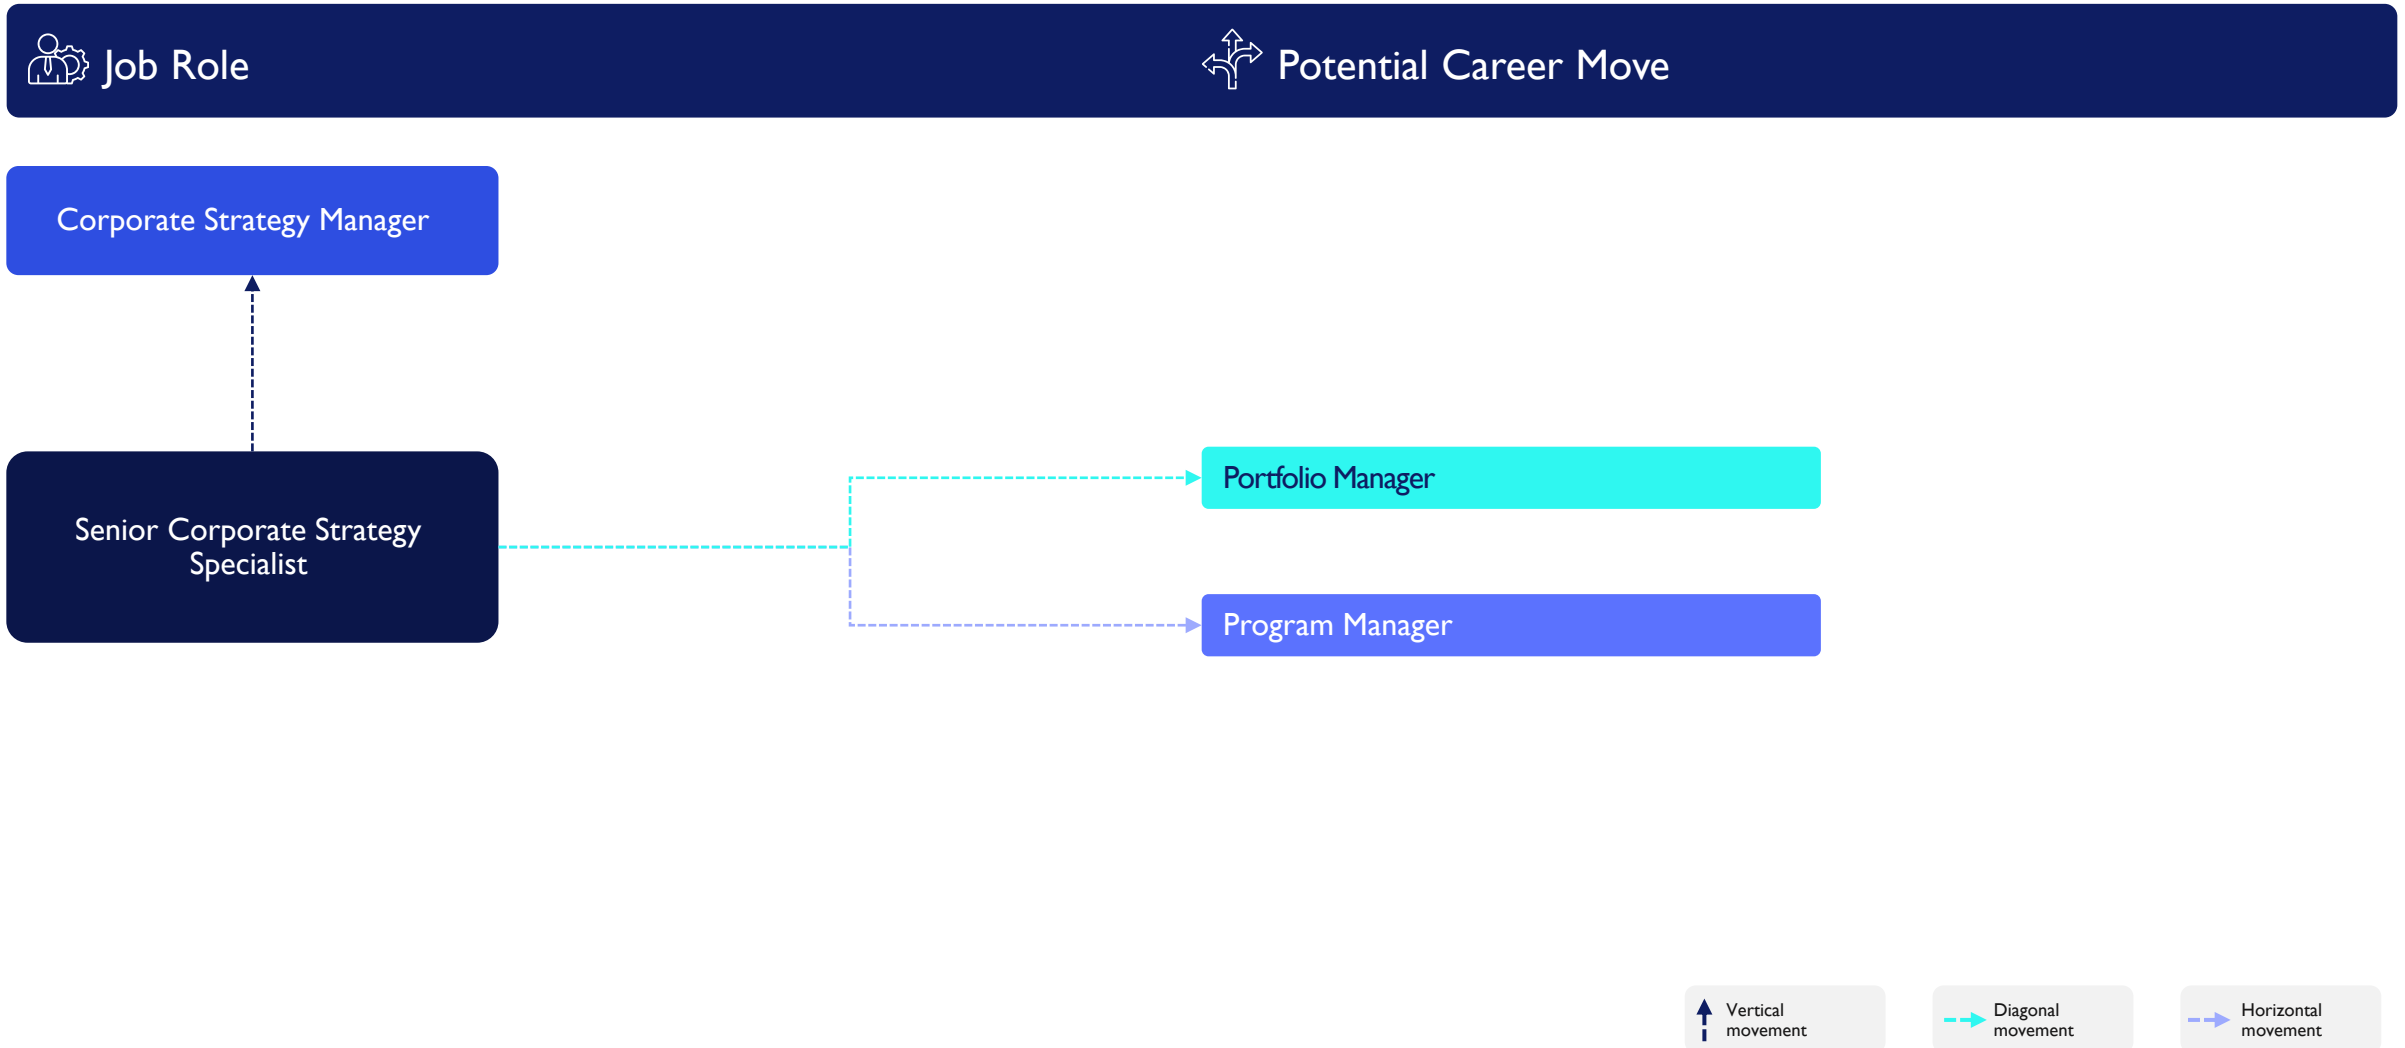 Job Role
Potential Career Move
Corporate Strategy Manager
Senior Corporate Strategy
Specialist
Portfolio Manager
Program Manager
Vertical
movement
Diagonal
movement
Horizontal
movement